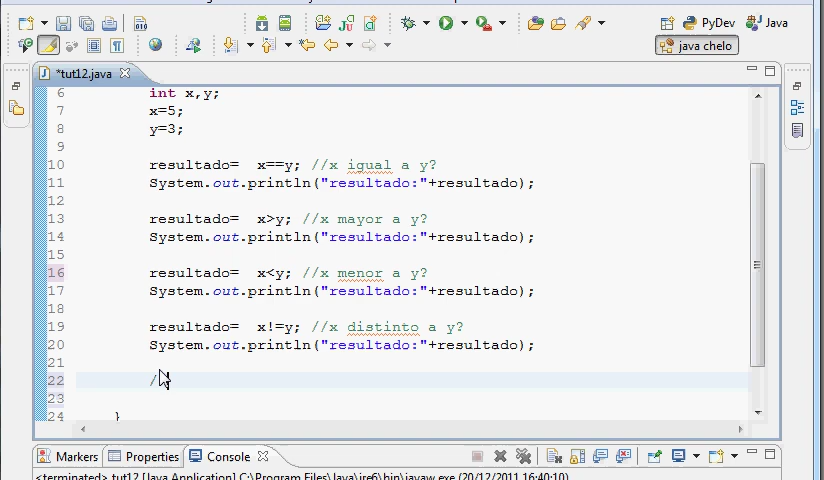 PyDev
Java
java chelo
*tut12.java
6 int x,y;
7 x=5;
8 y=3;
9
10 resultado= x==y; //x igual a y?
11 System.out.println("resultado:"+resultado);
12
13 resultado= x>y; //x mayor a y?
14 System.out.println("resultado:"+resultado);
15
16 resultado= x<y; //x menor a y?
17 System.out.println("resultado:"+resultado);
18
19 resultado= x!=y; //x distinto a y?
20 System.out.println("resultado:"+resultado);
21
22 /
23
24 }
Markers
Properties
Console
<terminated> tut12 [Java Application] C:\Program Files\Java\jre6\bin\javaw.exe (20/12/2011 16:40:10)